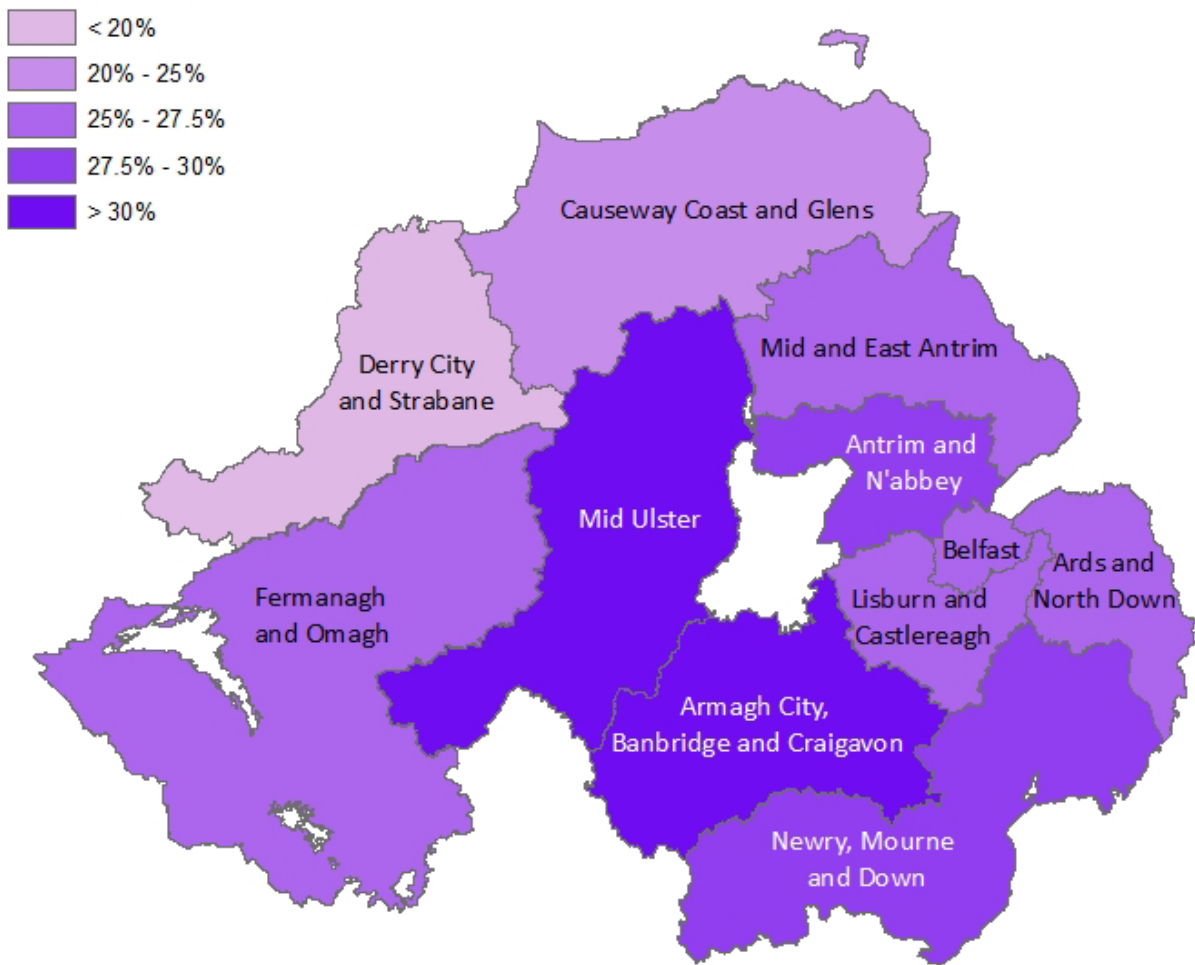 < 20%
20% - 25%
25% - 27.5%
27.5% - 30%
> 30%
Causeway Coast and Glens
Mid and East Antrim
Derry City
and Strabane
Antrim and
N'abbey
Mid Ulster
Belfast
Ards and
North Down
Fermanagh
and Omagh
Lisburn and
Castlereagh
Armagh City,
Banbridge and Craigavon
Newry, Mourne
and Down